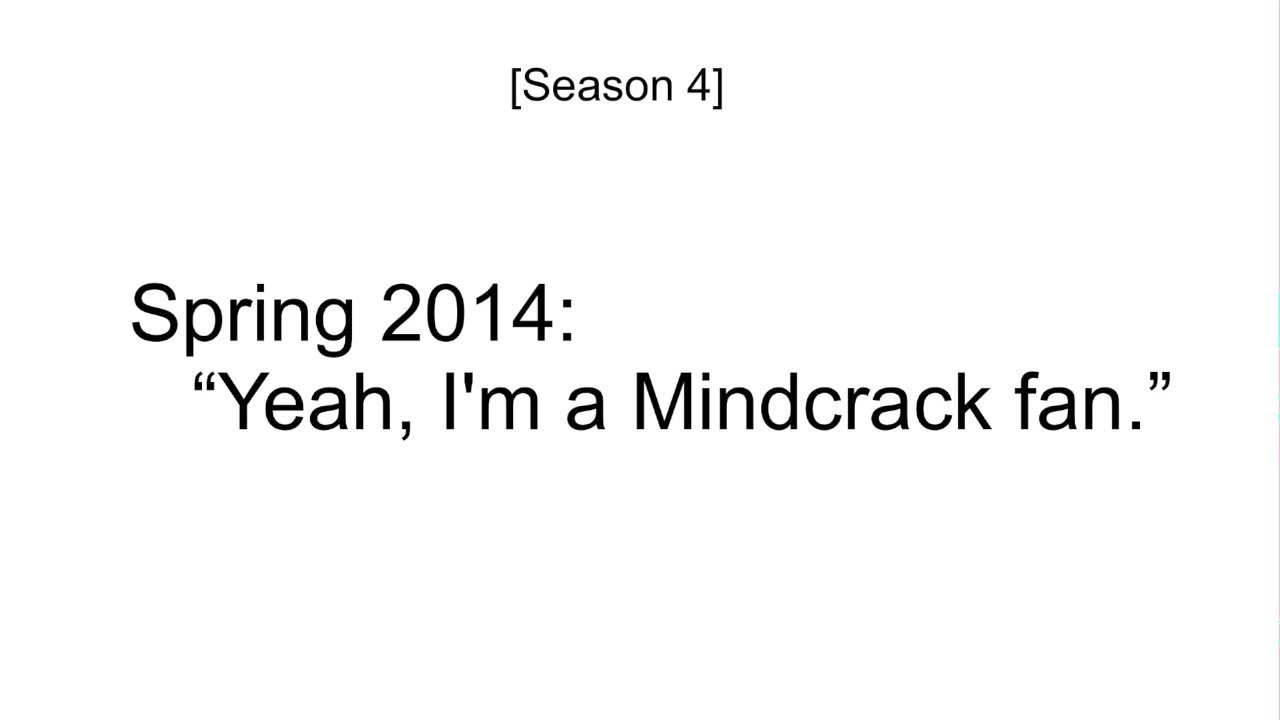 [Season 4]
Spring 2014:
“Yeah, I'm a Mindcrack fan.”